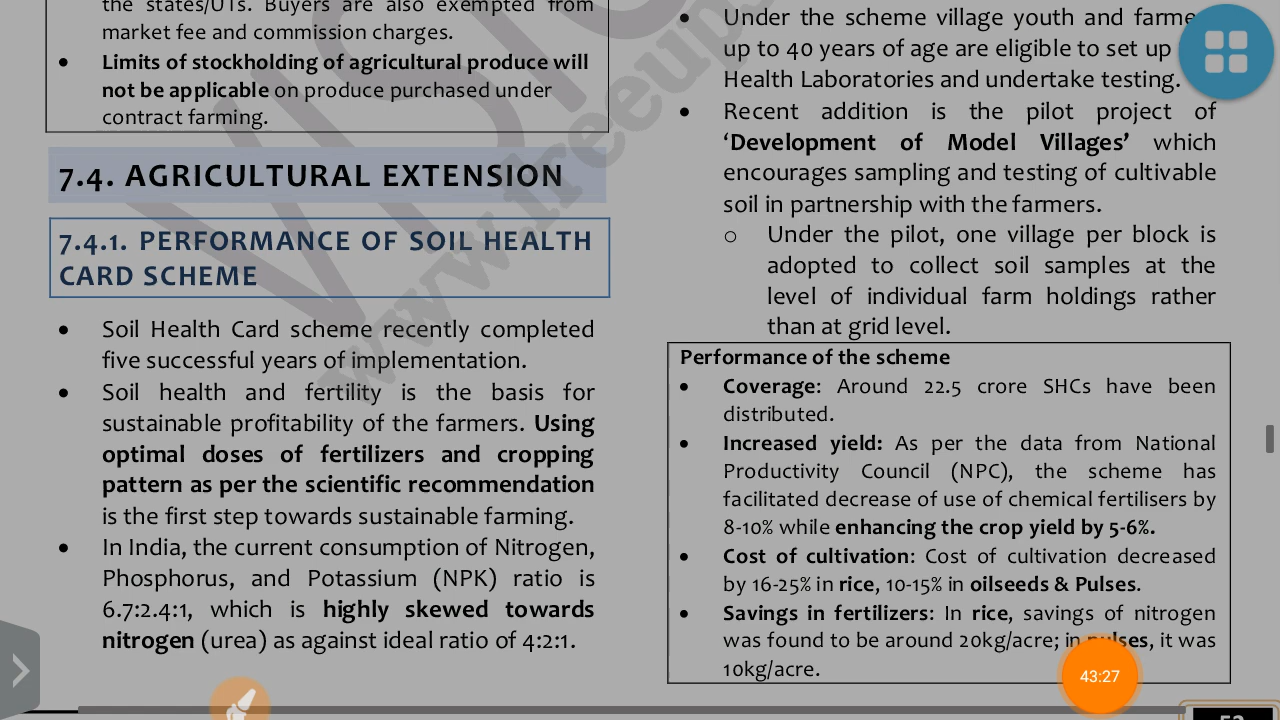 the states/UTs. Buyers are also exempted from
market fee and commission charges.
• Limits of stockholding of agricultural produce will
not be applicable on produce purchased under
contract farming.
7.4. AGRICULTURAL EXTENSION
7.4.1. PERFORMANCE OF SOIL HEALTH
CARD SCHEME
• Soil Health Card scheme recently completed
five successful years of implementation.
• Soil health and fertility is the basis for
sustainable profitability of the farmers. Using
optimal doses of fertilizers and cropping
pattern as per the scientific recommendation
is the first step towards sustainable farming.
• In India, the current consumption of Nitrogen,
Phosphorus, and Potassium (NPK) ratio is
6.7:2.4:1, which is highly skewed towards
nitrogen (urea) as against ideal ratio of 4:2:1.
• Under the scheme village youth and
up to 40 years of age are eligible to set up
Health Laboratories and undertake testing.
• Recent addition is the pilot project of
‘Development of Model Villages’ which
encourages sampling and testing of cultivable
soil in partnership with the farmers.
o Under the pilot, one village per block is
adopted to collect soil samples at the
level of individual farm holdings rather
than at grid level.
Performance of the scheme
• Coverage: Around 22.5 crore SHCs have been
distributed.
• Increased yield: As per the data from National
Productivity Council (NPC), the scheme has
facilitated decrease of use of chemical fertilisers by
8-10% while enhancing the crop yield by 5-6%.
• Cost of cultivation: Cost of cultivation decreased
by 16-25% in rice, 10-15% in oilseeds & Pulses.
• Savings in fertilizers: In rice, savings of nitrogen
was found to be around 20kg/acre; in pulses, it was
10kg/acre.
43:27